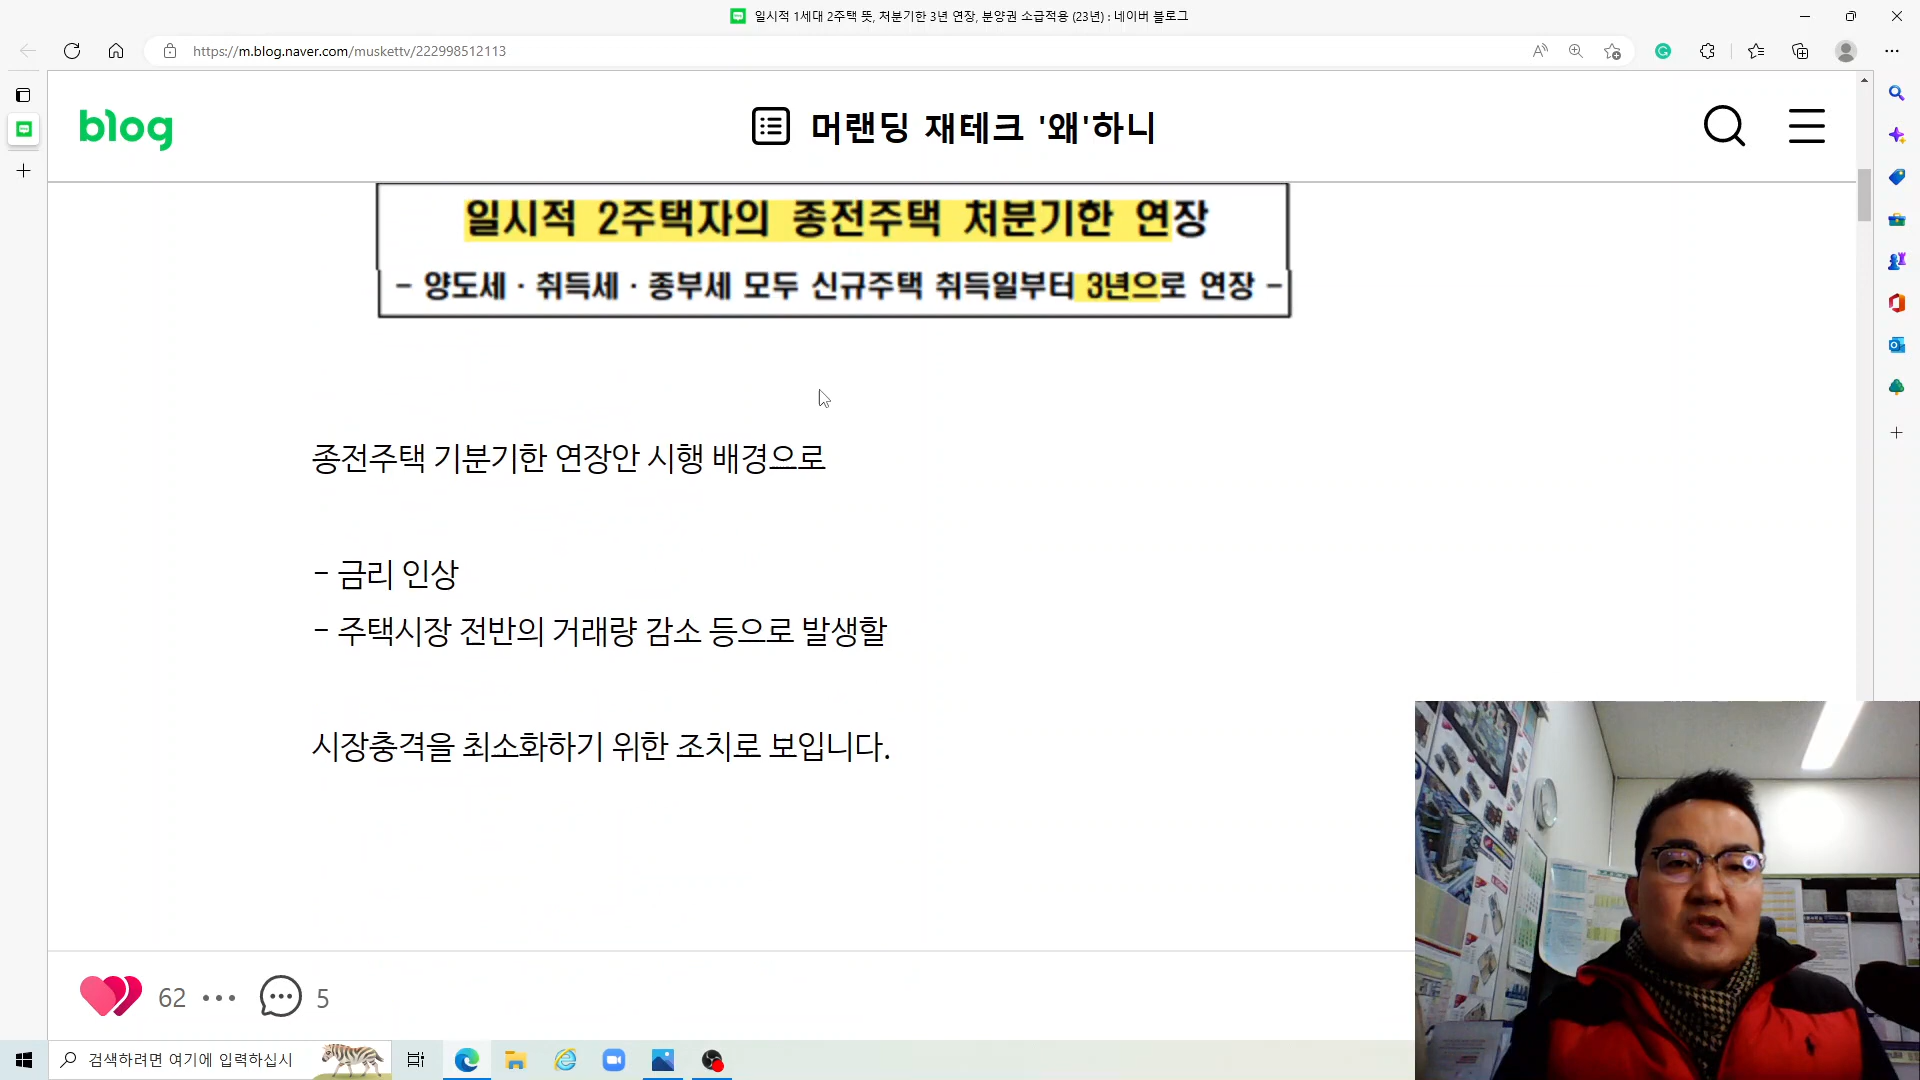 일시적 1세대 2주택 뜻, 처분기한 3년 연장, 분양권 소급적용 (23년) : 네이버 블로그
https://m.blog.naver.com/muskettv/222998512113
blog
머랜딩 재테크 '왜'하니
일시적 2주택자의 종전주택 처분기한 연장
- 양도세 · 취득세 · 종부세 모두 신규주택 취득일부터 3년으로 연장 -
종전주택 기분기한 연장안 시행 배경으로
- 금리 인상
- 주택시장 전반의 거래량 감소 등으로 발생할
시장충격을 최소화하기 위한 조치로 보입니다.
62
5
검색하려면 여기에 입력하십시